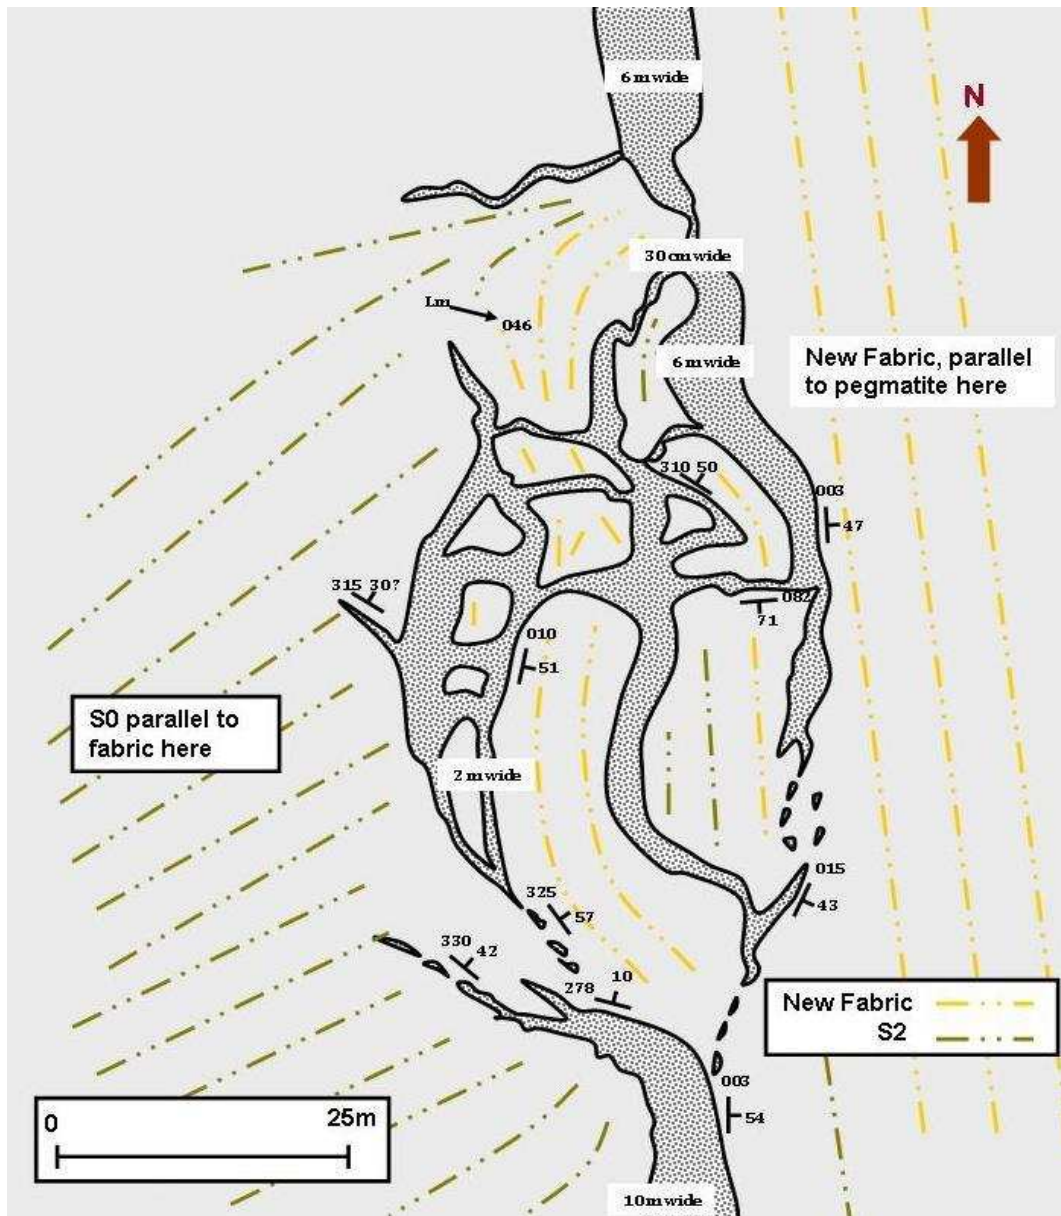 6 m wide
N
30 cm wide
Lm
046
6 m wide
New Fabric, parallel
to pegmatite here
310 50
003
47
315 30?
082
71
010
51
S0 parallel to
fabric here
2 m wide
015
43
325
57
330
42
278
10
New Fabric
S2
003
54
0
25m
10 m wide